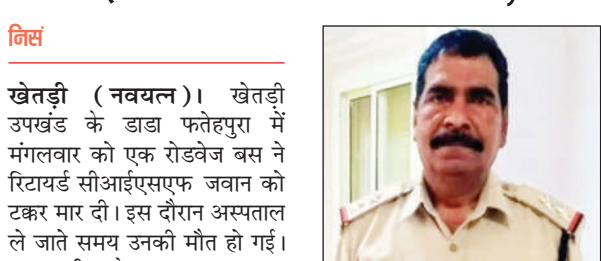 निसं
खेतड़ी (नवयत्न)। खेतड़ी
उपखंड के डाडा फतेहपुरा में
मंगलवार को एक रोडवेज बस ने
रिटायर्ड सीआईएसएफ जवान को
टक्कर मार दी। इस दौरान अस्पताल
ले जाते समय उनकी मौत हो गई।